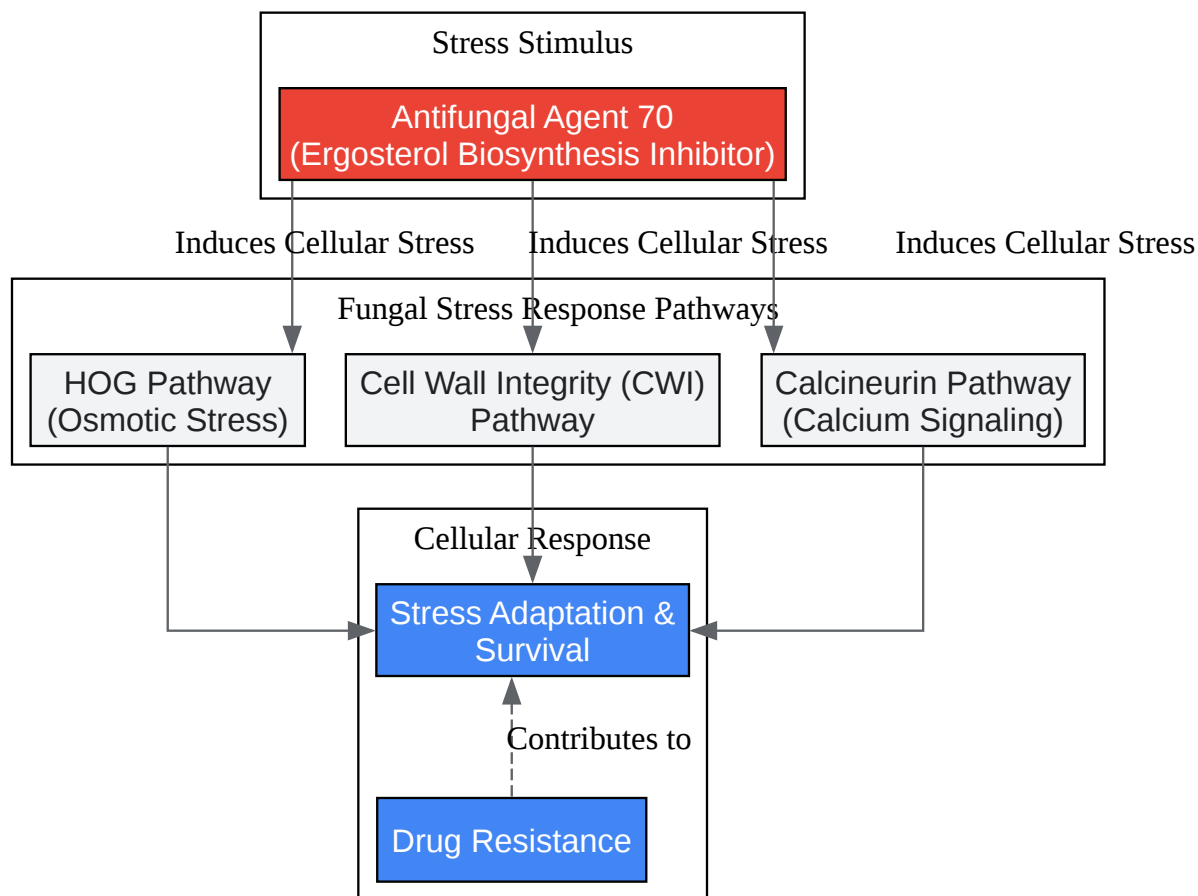 Stress Stimulus
Antifungal Agent 70
(Ergosterol Biosynthesis Inhibitor)
Induces Cellular Stress
Induces Cellular Stress
Induces Cellular Stress
Fungal Stress Response Pathways
HOG Pathway
(Osmotic Stress)
Cell Wall Integrity (CWI)
Pathway
Calcineurin Pathway
(Calcium Signaling)
Cellular Response
Stress Adaptation &
Survival
Contributes to
Drug Resistance